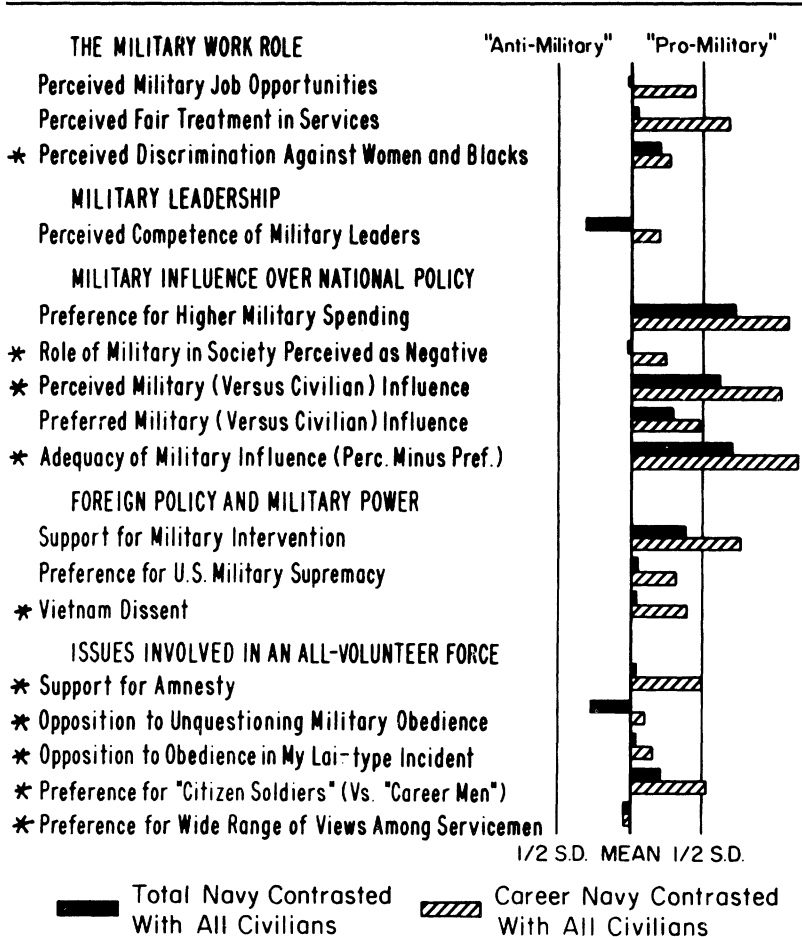 THE MILITARY WORK ROLE "Anti-Military" "Pro-Military"
Perceived Military Job Opportunities
Perceived Fair Treatment in Services
* Perceived Discrimination Against Women and Blacks
MILITARY LEADERSHIP
Perceived Competence of Military Leaders
MILITARY INFLUENCE OVER NATIONAL POLICY
Preference for Higher Military Spending
* Role of Military in Society Perceived as Negative
* Perceived Military (Versus Civilian) Influence
Preferred Military (Versus Civilian) Influence
* Adequacy of Military Influence (Perc. Minus Pref.)
FOREIGN POLICY AND MILITARY POWER
Support for Military Intervention
Preference for U.S. Military Supremacy
* Vietnam Dissent
ISSUES INVOLVED IN AN ALL-VOLUNTEER FORCE
* Support for Amnesty
* Opposition to Unquestioning Military Obedience
* Opposition to Obedience in My Lai-type Incident
* Preference for "Citizen Soldiers" (Vs. "Career Men")
* Preference for Wide Range of Views Among Servicemen
1/2 S.D. MEAN 1/2 S.D.
Total Navy Contrasted
With All Civilians
Career Navy Contrasted
With All Civilians